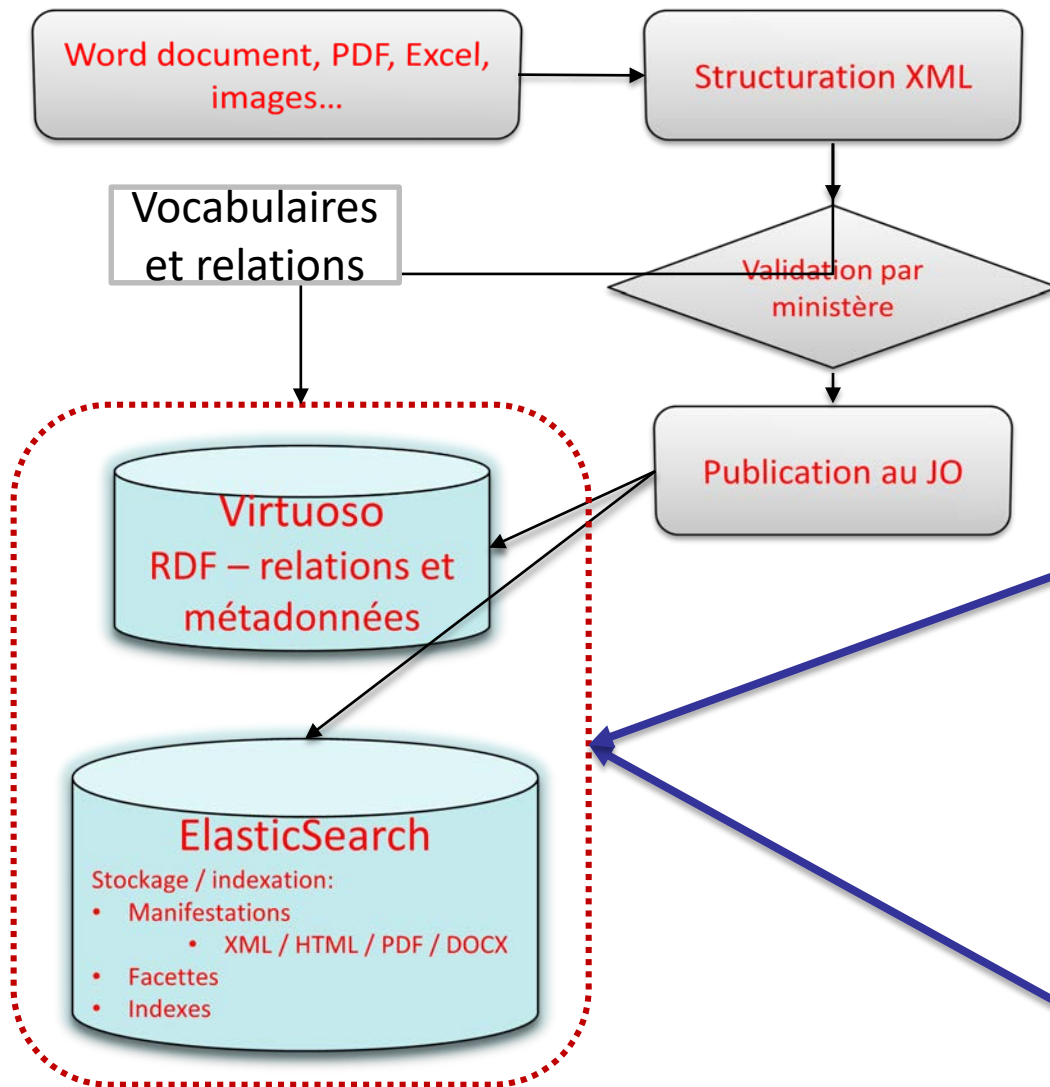 Word document, PDF, Excel,
images...
Structuration XML
Vocabulaires
et relations
Validation par
ministère
Publication au JO
Virtuoso
RDF – relations et
métadonnées
ElasticSearch
Stockage / indexation:
• Manifestations
• XML / HTML / PDF / DOCX
• Facettes
• Indexes